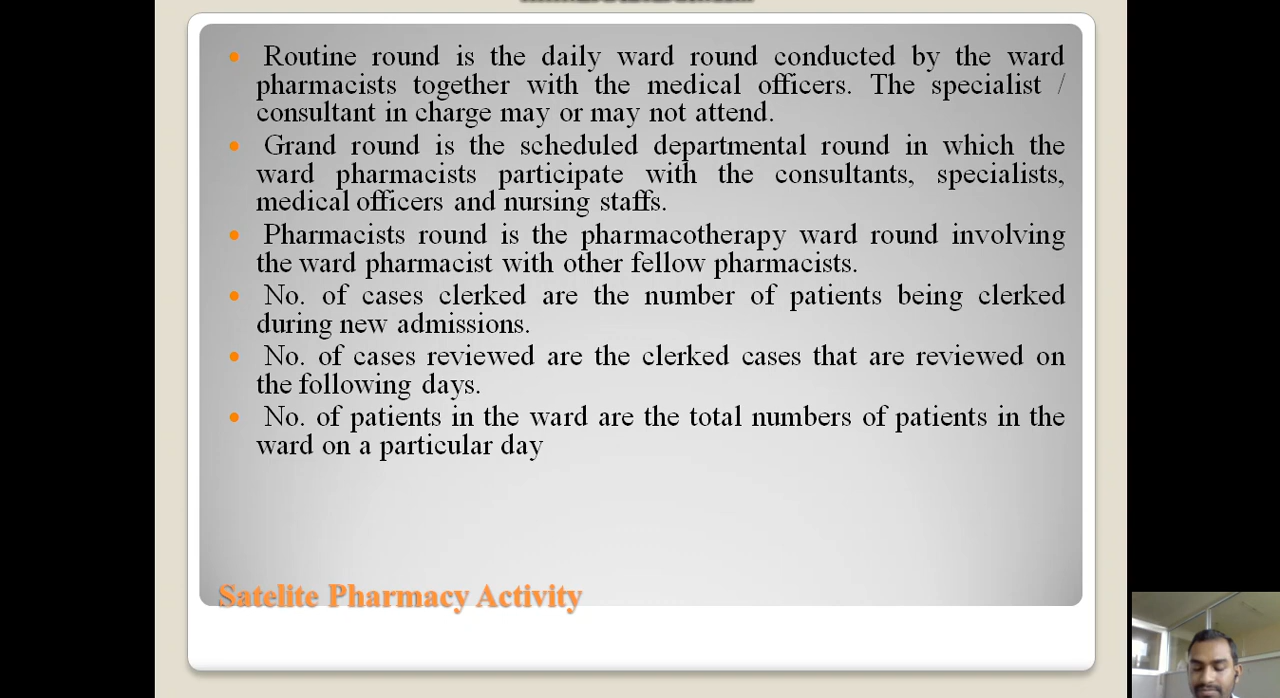 Routine round is the daily ward round conducted by the ward
pharmacists together with the medical officers. The specialist /
consultant in charge may or may not attend.
Grand round is the scheduled departmental round in which the
ward pharmacists participate with the consultants, specialists,
medical officers and nursing staffs.
Pharmacists round is the pharmacotherapy ward round involving
the ward pharmacist with other fellow pharmacists.
No. of cases clerked are the number of patients being clerked
during new admissions.
No. of cases reviewed are the clerked cases that are reviewed on
the following days.
No. of patients in the ward are the total numbers of patients in the
ward on a particular day
Satelite Pharmacy Activity